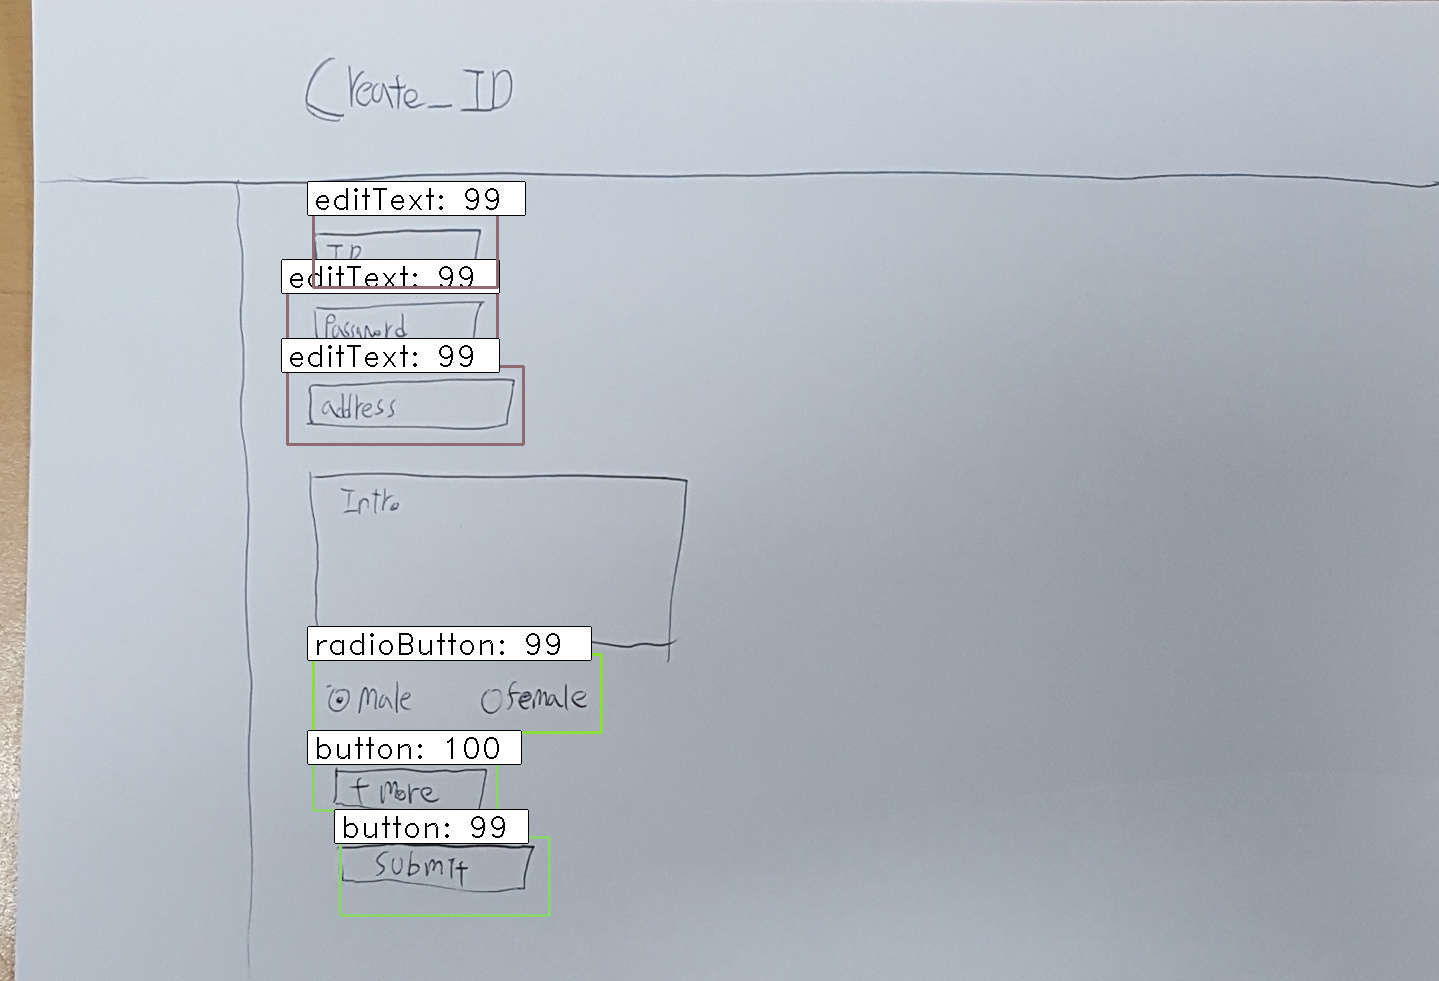 Create_ID
editText: 99
ID
editText: 99
Password
editText: 99
address
Intro
radioButton: 99
male female
button: 100
+ more
button: 99
Submit